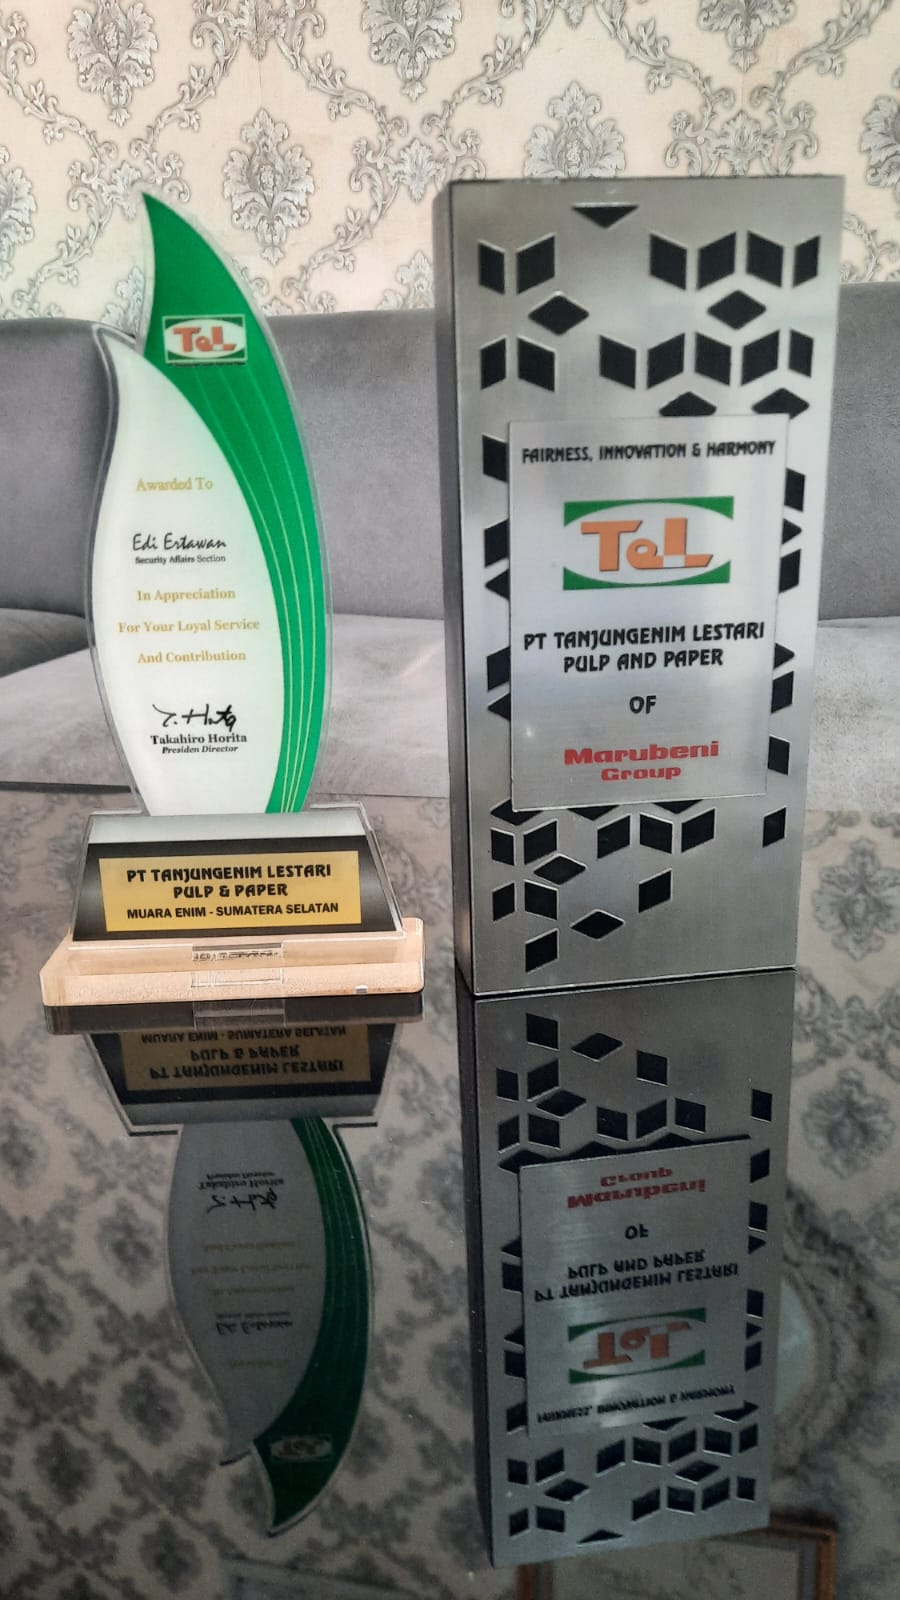 TeL
Awarded To
Edi Ertawan
Security Affairs Section
In Appreciation
For Your Loyal Service
And Contribution
Takahiro Horita
Presiden Director
PT TANJUNGENIM LESTARI
PULP & PAPER
MUARA ENIM - SUMATERA SELATAN
FAIRNESS, INNOVATION & HARMONY
TeL
PT TANJUNGENIM LESTARI
PULP AND PAPER
OF
Marubeni
Group